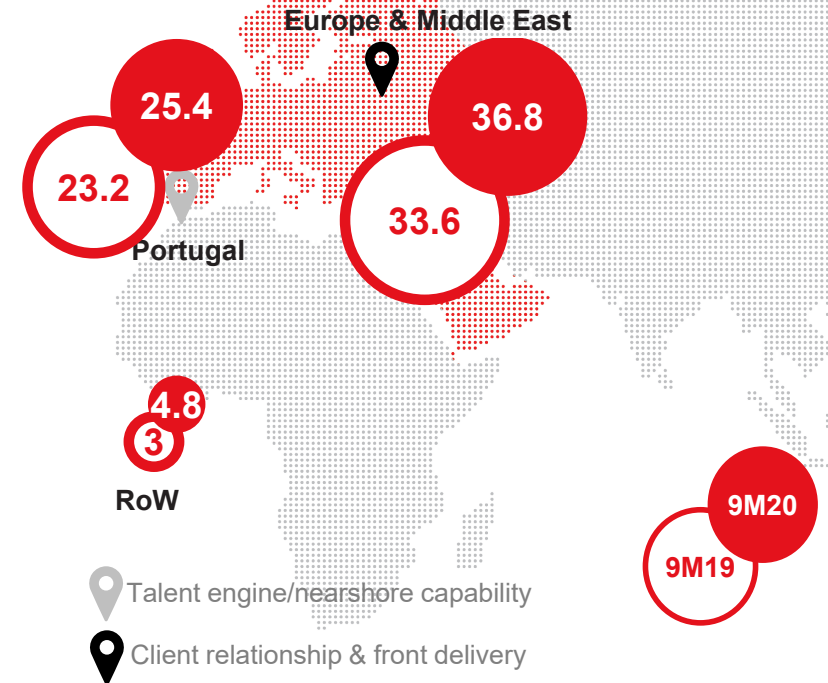 Europe & Middle East
25.4
36.8
23.2
33.6
Portugal
4.8
3
RoW
9M20
9M19
Talent engine/nearshore capability
Client relationship & front delivery